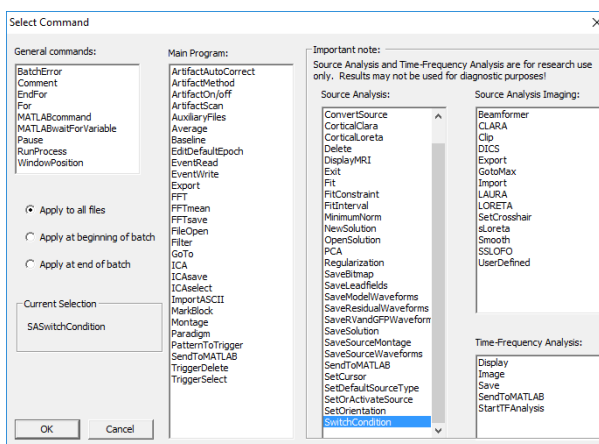 Select Command
General commands:
BatchError
Comment
EndFor
For
MATLABcommand
MATLABwaitForVariable
Pause
RunProcess
WindowPosition
Apply to all files
Apply at beginning of batch
Apply at end of batch
Current Selection
SASwitchCondition
OK
Cancel
Main Program:
ArtifactAutoCorrect
ArtifactMethod
ArtifactOn/off
ArtifactScan
AuxiliaryFiles
Average
Baseline
EditDefaultEpoch
EventRead
EventWrite
Export
FFT
FFTmean
FFTsave
FileOpen
Filter
GoTo
ICA
ICAsave
ICAselect
ImportASCII
MarkBlock
Montage
Paradigm
PatternToTrigger
SendToMATLAB
TriggerDelete
TriggerSelect
Important note:
Source Analysis and Time-Frequency Analysis are for research use
only. Results may not be used for diagnostic purposes!
Source Analysis:
ConvertSource
CorticalClara
CorticalLoreta
Delete
DisplayMRI
Exit
Fit
FitConstraint
FitInterval
MinimumNorm
NewSolution
OpenSolution
PCA
Regularization
SaveBitmap
SaveLeadfields
SaveModelWaveforms
SaveResidualWaveforms
SaveRVandGFPWaveform
SaveSolution
SaveSourceMontage
SaveSourceWaveforms
SendToMATLAB
SetCursor
SetDefaultSourceType
SetOrActivateSource
SetOrientation
SwitchCondition
Source Analysis Imaging:
Beamformer
CLARA
Clip
DICS
Export
GotoMax
Import
LAURA
LORETA
SetCrosshair
sLoreta
Smooth
SSLOFO
UserDefined
Time-Frequency Analysis:
Display
Image
Save
SendToMATLAB
StartTFAnalysis